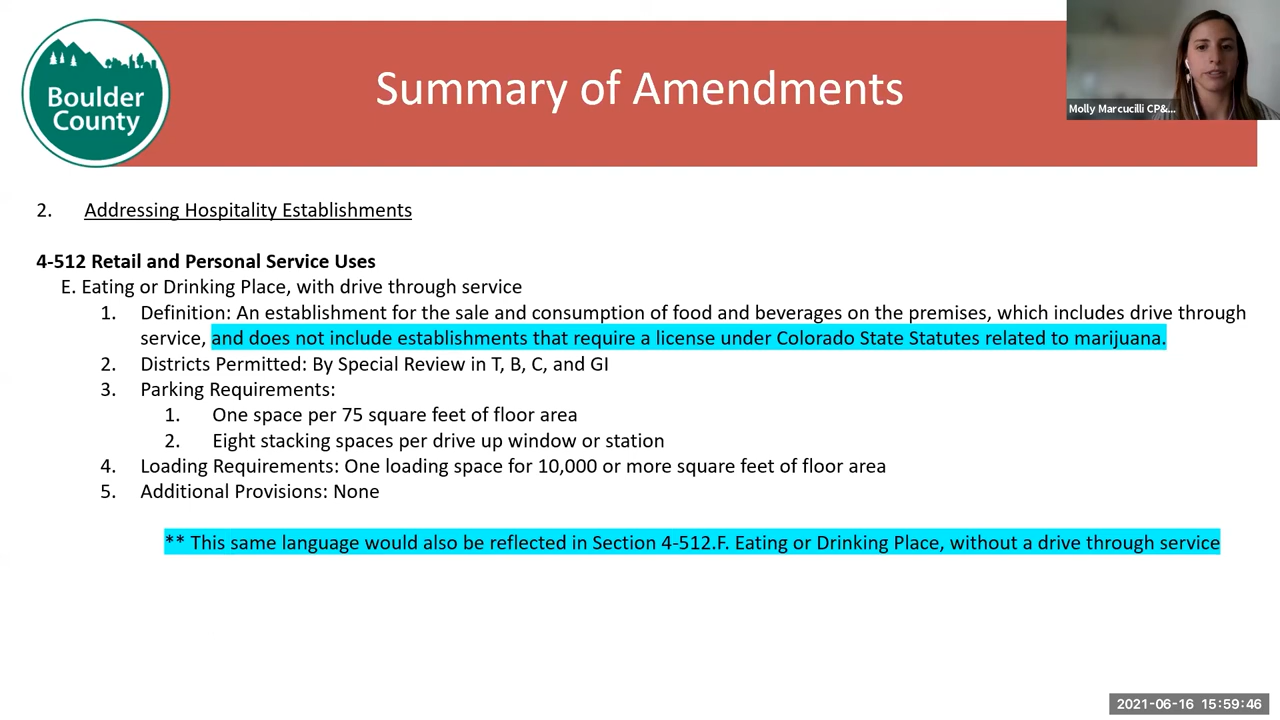 Boulder
County
Summary of Amendments
Molly Marcucilli CP&...
2. Addressing Hospitality Establishments
4-512 Retail and Personal Service Uses
E. Eating or Drinking Place, with drive through service
1. Definition: An establishment for the sale and consumption of food and beverages on the premises, which includes drive through
service, and does not include establishments that require a license under Colorado State Statutes related to marijuana.
2. Districts Permitted: By Special Review in T, B, C, and GI
3. Parking Requirements:
1. One space per 75 square feet of floor area
2. Eight stacking spaces per drive up window or station
4. Loading Requirements: One loading space for 10,000 or more square feet of floor area
5. Additional Provisions: None
** This same language would also be reflected in Section 4-512.F. Eating or Drinking Place, without a drive through service
2021-06-16 15:59:46